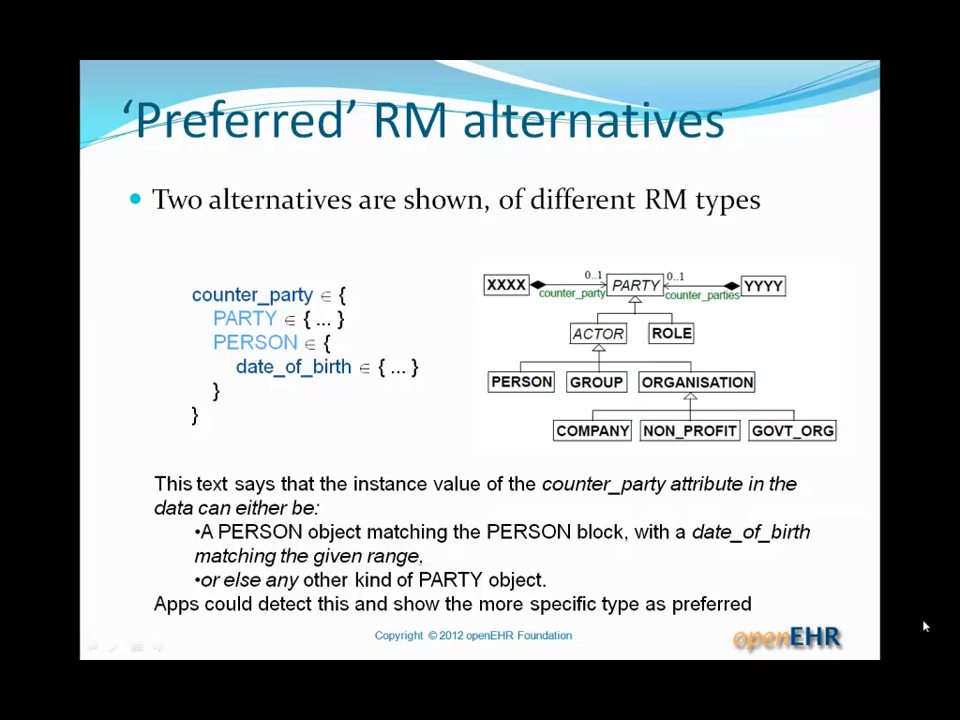 ‘Preferred’ RM alternatives
• Two alternatives are shown, of different RM types
counter_party ∈ {
PARTY ∈ { ... }
PERSON ∈ {
date_of_birth ∈ { ... }
}
}
XXXX
0..1
counter_party
PARTY
0..1
counter_parties
YYYY
ACTOR
ROLE
PERSON
GROUP
ORGANISATION
COMPANY
NON_PROFIT
GOVT_ORG
This text says that the instance value of the counter_party attribute in the
data can either be:
•A PERSON object matching the PERSON block, with a date_of_birth
matching the given range,
•or else any other kind of PARTY object.
Apps could detect this and show the more specific type as preferred
Copyright © 2012 openEHR Foundation
openEHR